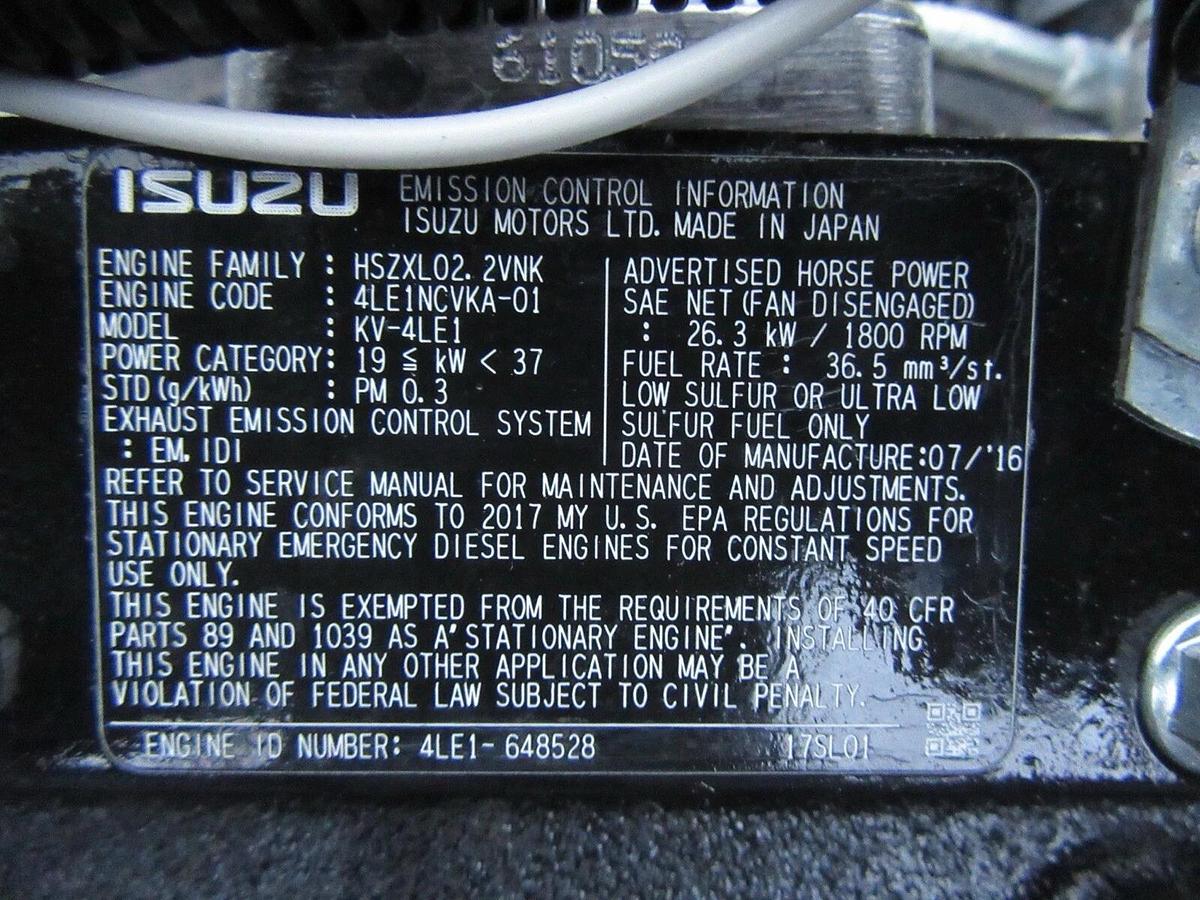 ISUZU EMISSION CONTROL INFORMATION
ISUZU MOTORS LTD. MADE IN JAPAN
ENGINE FAMILY : HSZXL02.2VNK
ENGINE CODE : 4LE1NCVKA-01
MODEL : KV-4LE1
POWER CATEGORY: 19 ≦ kW < 37
STD (g/kWh) : PM 0.3
EXHAUST EMISSION CONTROL SYSTEM
: EM, IDI
ADVERTISED HORSE POWER
SAE NET (FAN DISENGAGED)
: 26.3 kW / 1800 RPM
FUEL RATE : 36.5 mm³/st.
LOW SULFUR OR ULTRA LOW
SULFUR FUEL ONLY
DATE OF MANUFACTURE:07/'16
REFER TO SERVICE MANUAL FOR MAINTENANCE AND ADJUSTMENTS.
THIS ENGINE CONFORMS TO 2017 MY U.S. EPA REGULATIONS FOR
STATIONARY EMERGENCY DIESEL ENGINES FOR CONSTANT SPEED
USE ONLY.
THIS ENGINE IS EXEMPTED FROM THE REQUIREMENTS OF 40 CFR
PARTS 89 AND 1039 AS A"STATIONARY ENGINE". INSTALLING
THIS ENGINE IN ANY OTHER APPLICATION MAY BE A
VIOLATION OF FEDERAL LAW SUBJECT TO CIVIL PENALTY.
ENGINE ID NUMBER: 4LE1-648528 17SL01